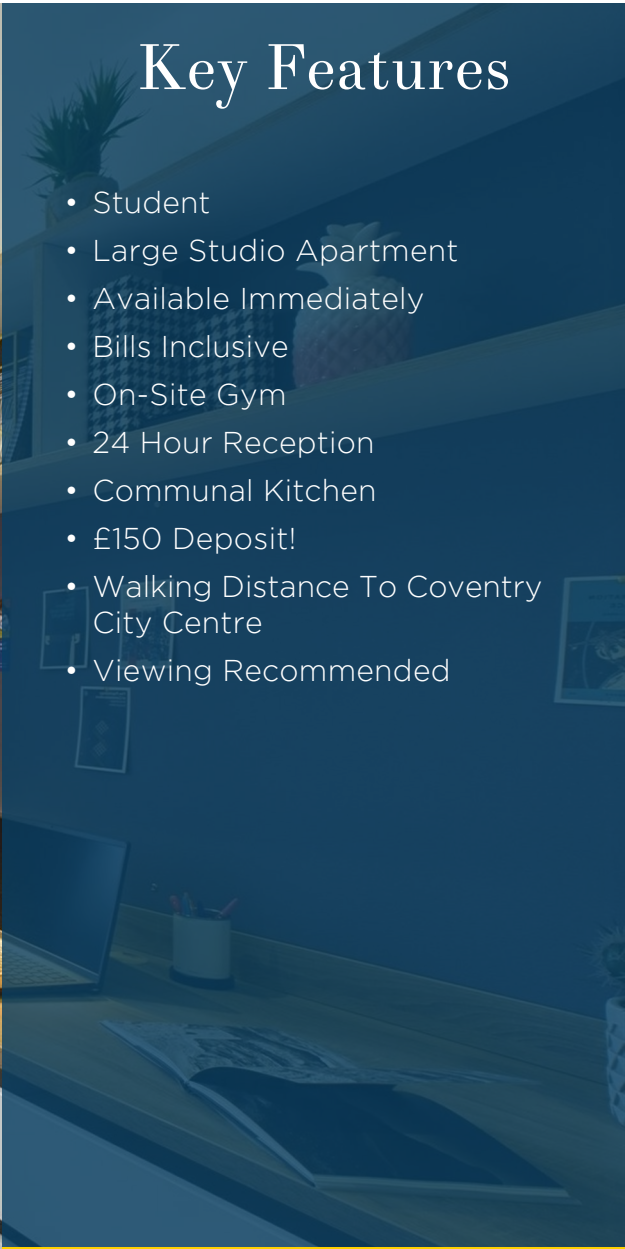 Key Features
• Student
• Large Studio Apartment
• Available Immediately
• Bills Inclusive
• On-Site Gym
• 24 Hour Reception
• Communal Kitchen
• £150 Deposit!
• Walking Distance To Coventry
City Centre
• Viewing Recommended